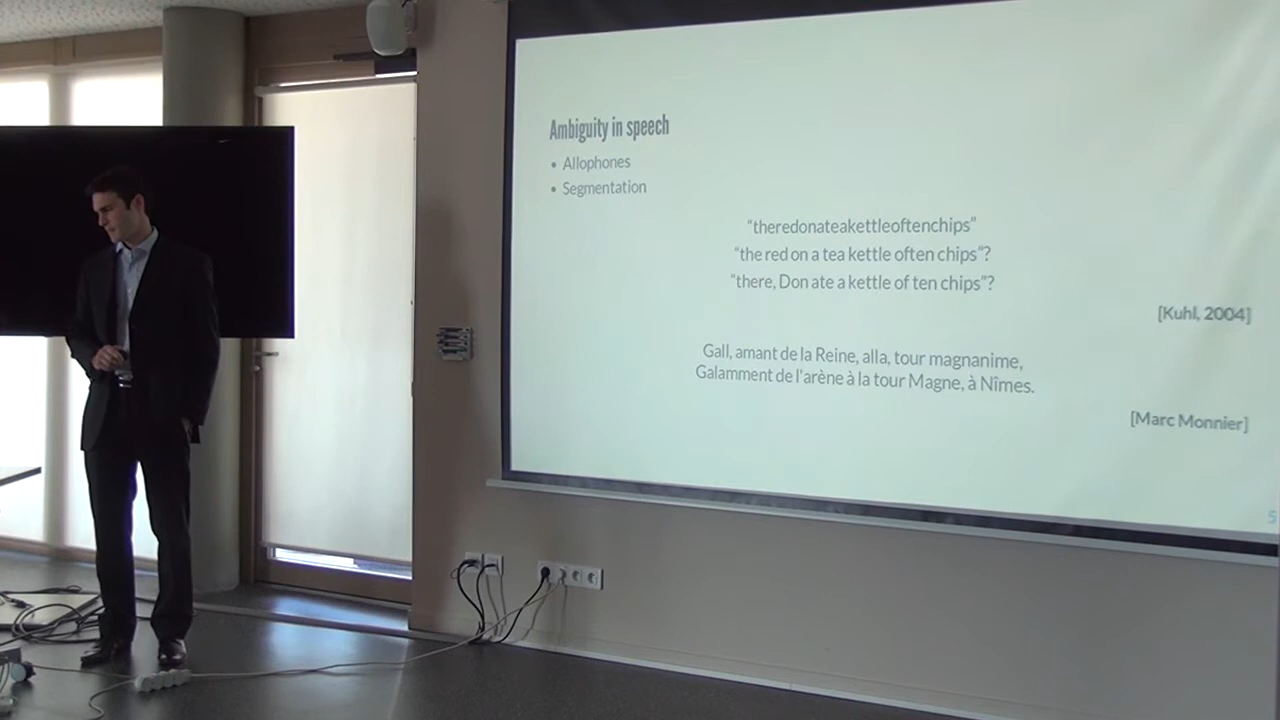 Ambiguity in speech
• Allophones
• Segmentation
“theredonateakettleoftenchips”
“the red on a tea kettle often chips”?
“there, Don ate a kettle of ten chips”?
[Kuhl, 2004]
Gall, amant de la Reine, alla, tour magnanime,
Galamment de l'arène à la tour Magne, à Nîmes.
[Marc Monnier]
5